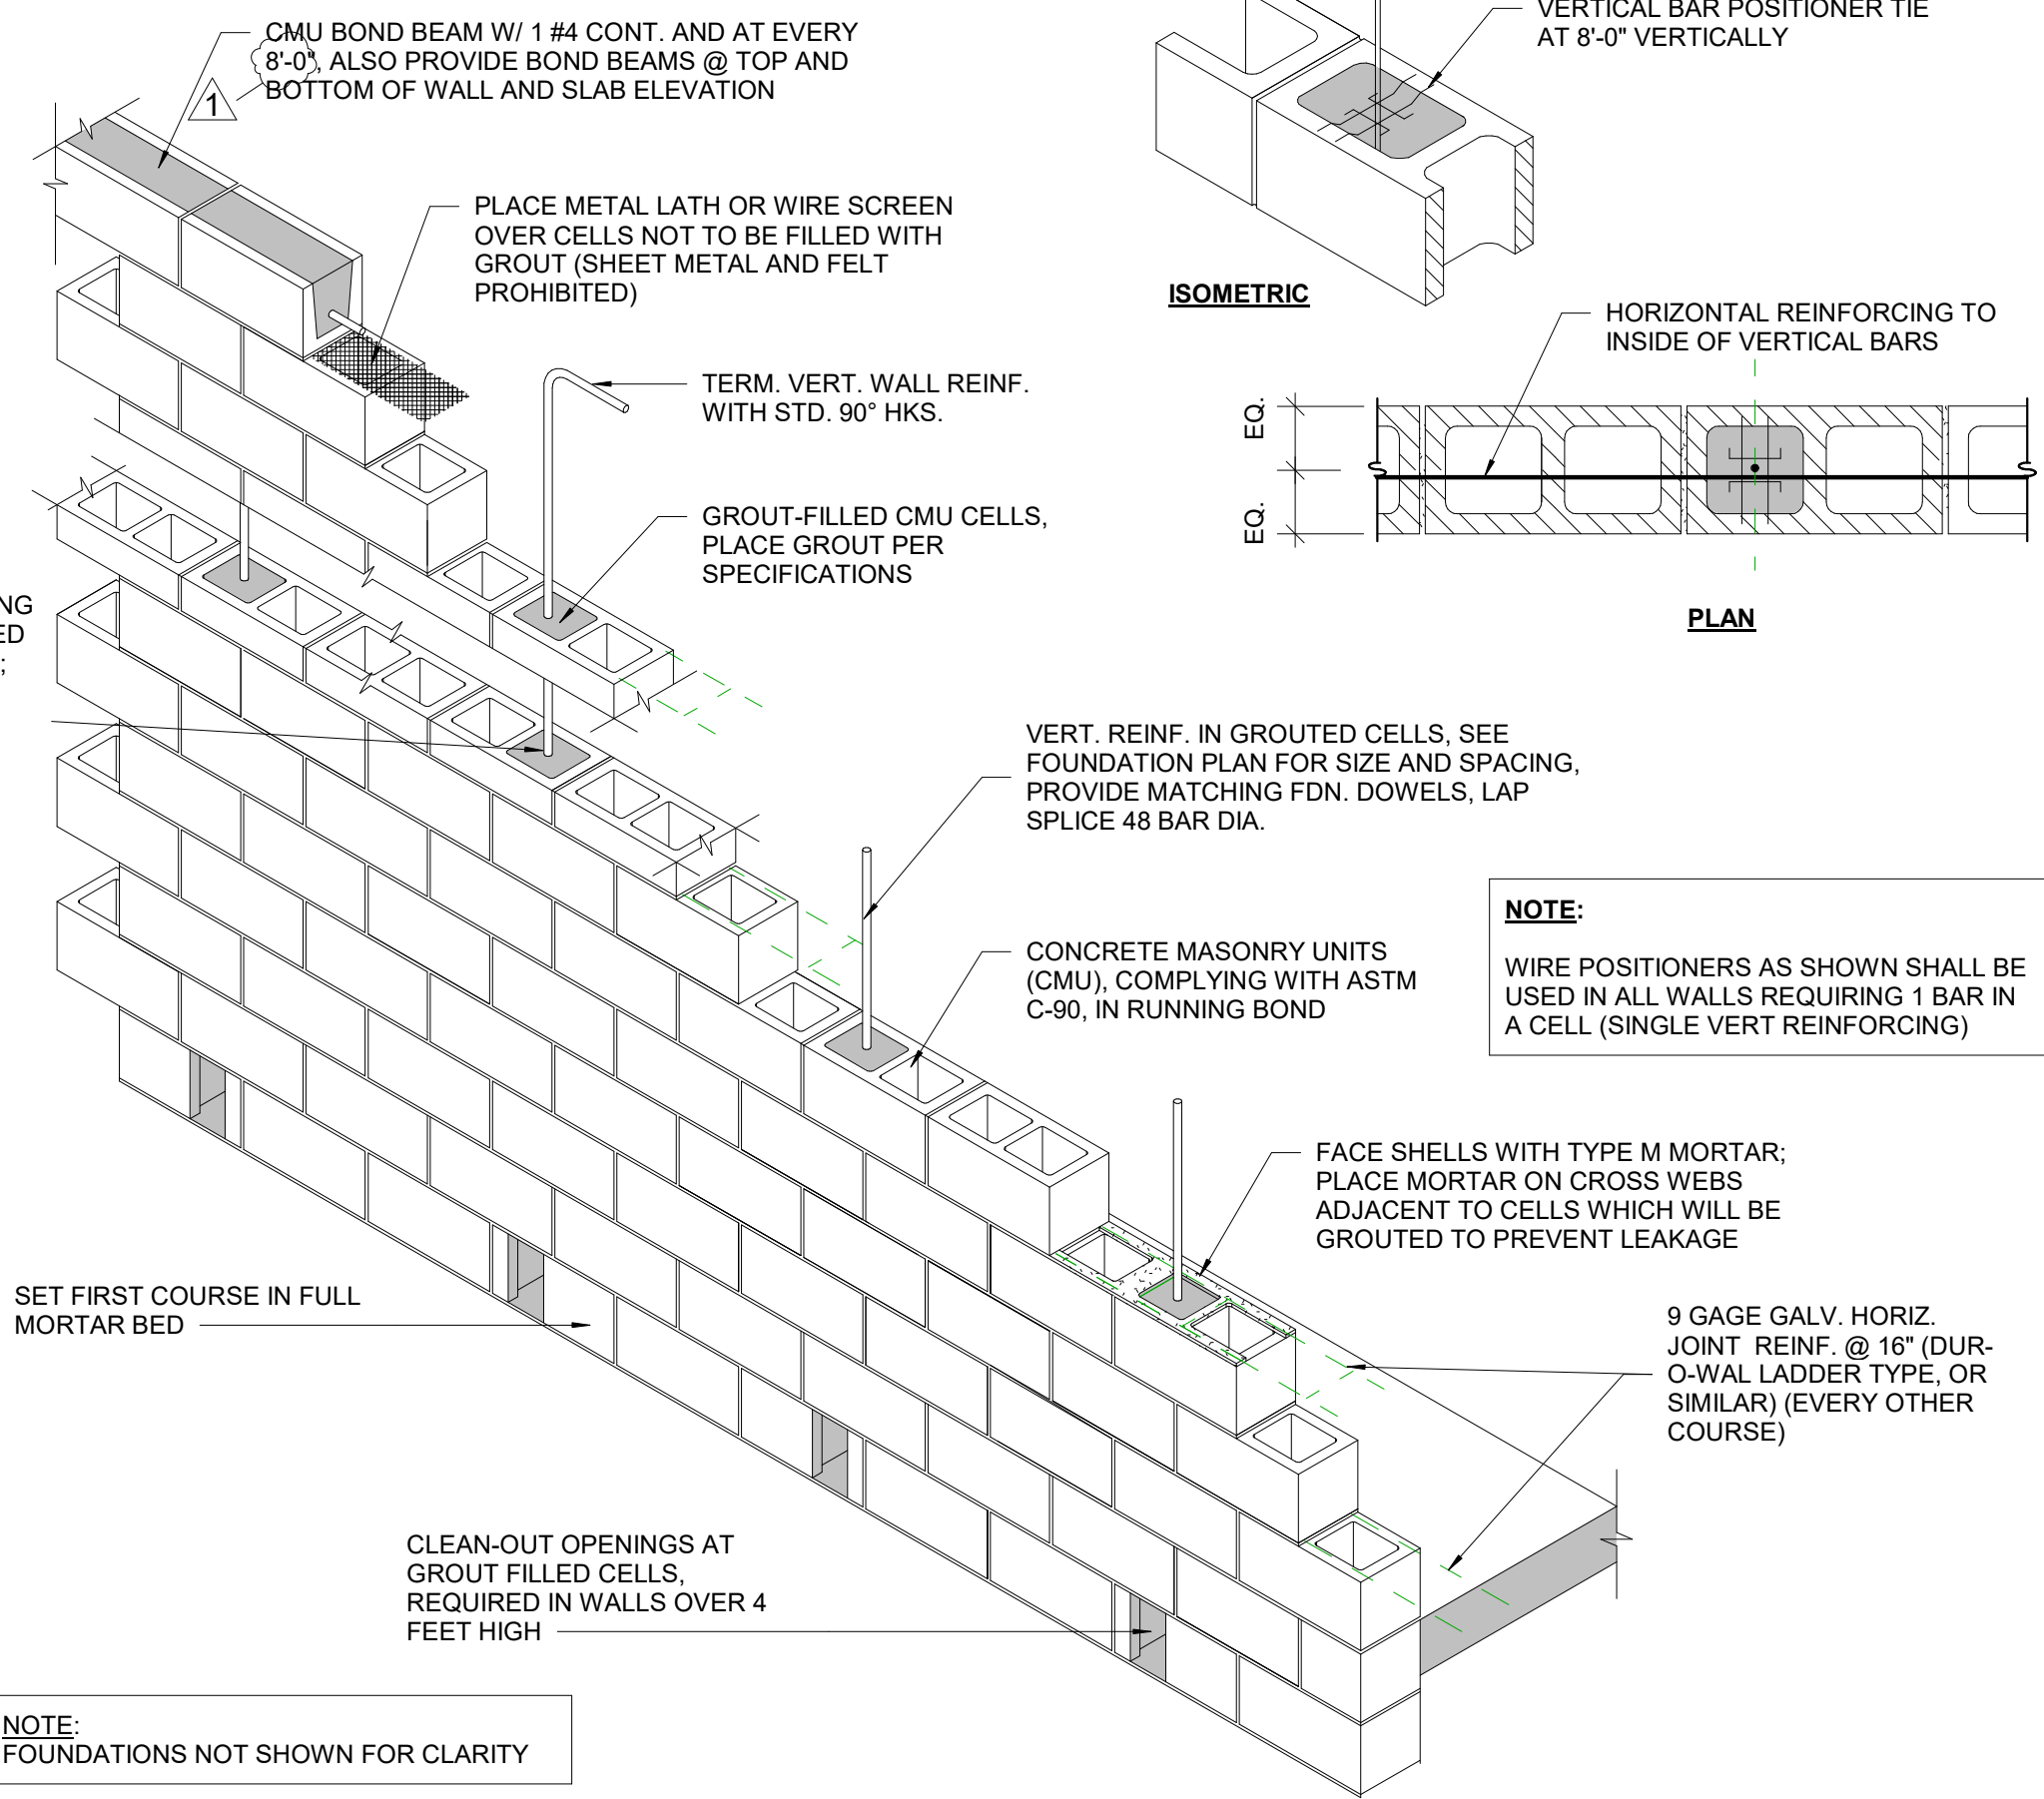 CMU BOND BEAM W/ 1 #4 CONT. AND AT EVERY
8'-0", ALSO PROVIDE BOND BEAMS @ TOP AND
BOTTOM OF WALL AND SLAB ELEVATION
1
PLACE METAL LATH OR WIRE SCREEN
OVER CELLS NOT TO BE FILLED WITH
GROUT (SHEET METAL AND FELT
PROHIBITED)
TERM. VERT. WALL REINF.
WITH STD. 90° HKS.
GROUT-FILLED CMU CELLS,
PLACE GROUT PER
SPECIFICATIONS
ING
ED
;
VERTICAL BAR POSITIONER TIE
AT 8'-0" VERTICALLY
ISOMETRIC
HORIZONTAL REINFORCING TO
INSIDE OF VERTICAL BARS
EQ.
EQ.
PLAN
VERT. REINF. IN GROUTED CELLS, SEE
FOUNDATION PLAN FOR SIZE AND SPACING,
PROVIDE MATCHING FDN. DOWELS, LAP
SPLICE 48 BAR DIA.
CONCRETE MASONRY UNITS
(CMU), COMPLYING WITH ASTM
C-90, IN RUNNING BOND
NOTE:
WIRE POSITIONERS AS SHOWN SHALL BE
USED IN ALL WALLS REQUIRING 1 BAR IN
A CELL (SINGLE VERT REINFORCING)
FACE SHELLS WITH TYPE M MORTAR;
PLACE MORTAR ON CROSS WEBS
ADJACENT TO CELLS WHICH WILL BE
GROUTED TO PREVENT LEAKAGE
9 GAGE GALV. HORIZ.
JOINT REINF. @ 16" (DUR-
O-WAL LADDER TYPE, OR
SIMILAR) (EVERY OTHER
COURSE)
SET FIRST COURSE IN FULL
MORTAR BED
CLEAN-OUT OPENINGS AT
GROUT FILLED CELLS,
REQUIRED IN WALLS OVER 4
FEET HIGH
NOTE:
FOUNDATIONS NOT SHOWN FOR CLARITY